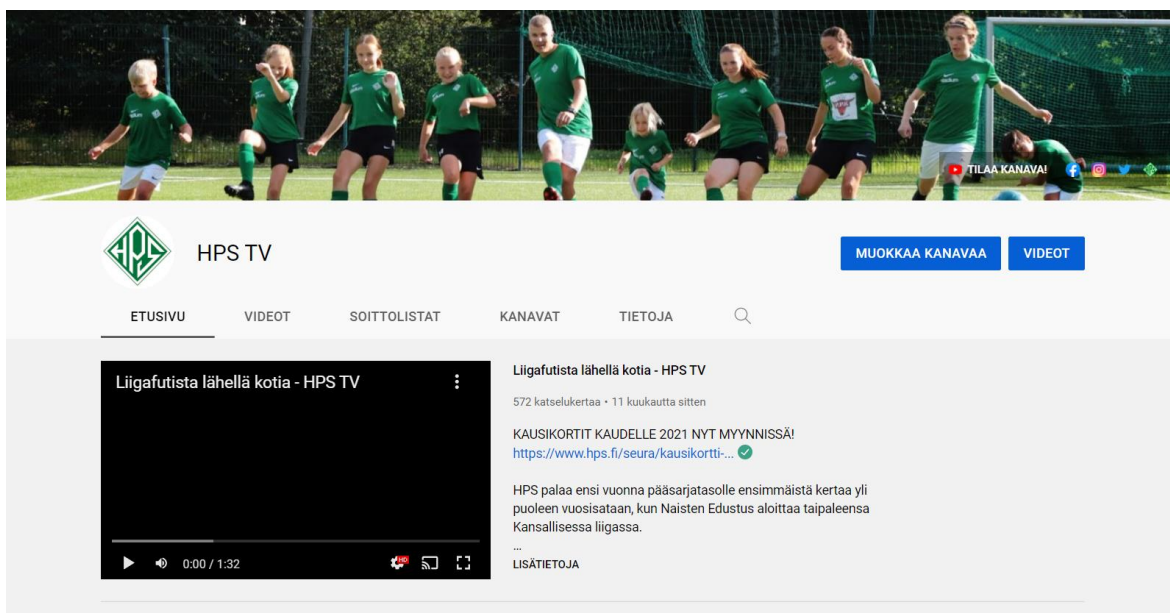 TILAA KANAVA!
HPS
HPS TV
MUOKKAA KANAVAA
VIDEOT
ETUSIVU
VIDEOT
SOITTOLISTAT
KANAVAT
TIETOJA
Liigafutista lähellä kotia - HPS TV
0:00 / 1:32
HD
Liigafutista lähellä kotia - HPS TV
572 katselukertaa • 11 kuukautta sitten
KAUSIKORTIT KAUDELLE 2021 NYT MYYNNISSÄ!
https://www.hps.fi/seura/kausikortti-...
HPS palaa ensi vuonna pääsarjatasolle ensimmäistä kertaa yli
puoleen vuosisataan, kun Naisten Edustus aloittaa taipaleensa
Kansallisessa liigassa.
...
LISÄTIETOJA